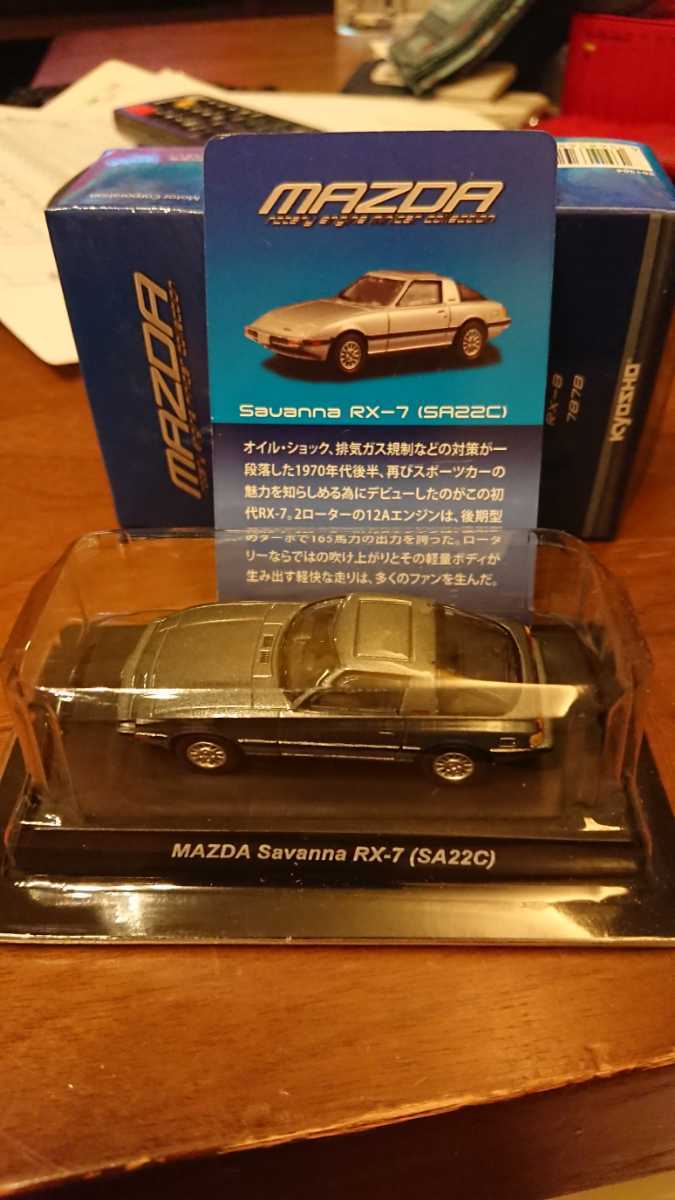 MAZDA
rotary engine minicar collection
Savanna RX-7 (SA22C)
オイル・ショック、排気ガス規制などの対策が一
段落した1970年代後半、再びスポーツカーの
魅力を知らしめる為にデビューしたのがこの初
代RX-7。2ローターの12Aエンジンは、後期型
のターボで165馬力の出力を誇った。ロータ
リーならではの吹け上がりとその軽量ボディが
生み出す軽快な走りは、多くのファンを生んだ。
Motor Corporation
MAZDA
RX-8
787B
KYOSHO
MAZDA Savanna RX-7 (SA22C)